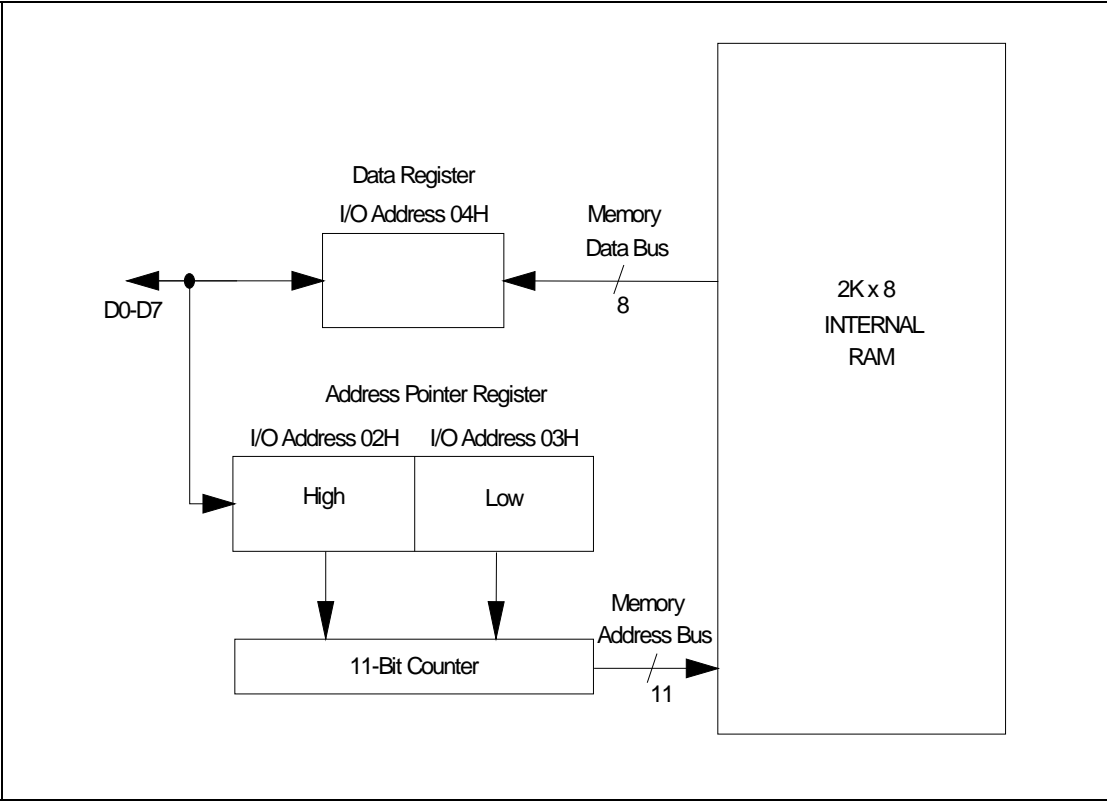 Data Register
I/O Address 04H
Memory
Data Bus
8
D0-D7
2K x 8
INTERNAL
RAM
Address Pointer Register
I/O Address 02H
I/O Address 03H
High
Low
Memory
Address Bus
11
11-Bit Counter